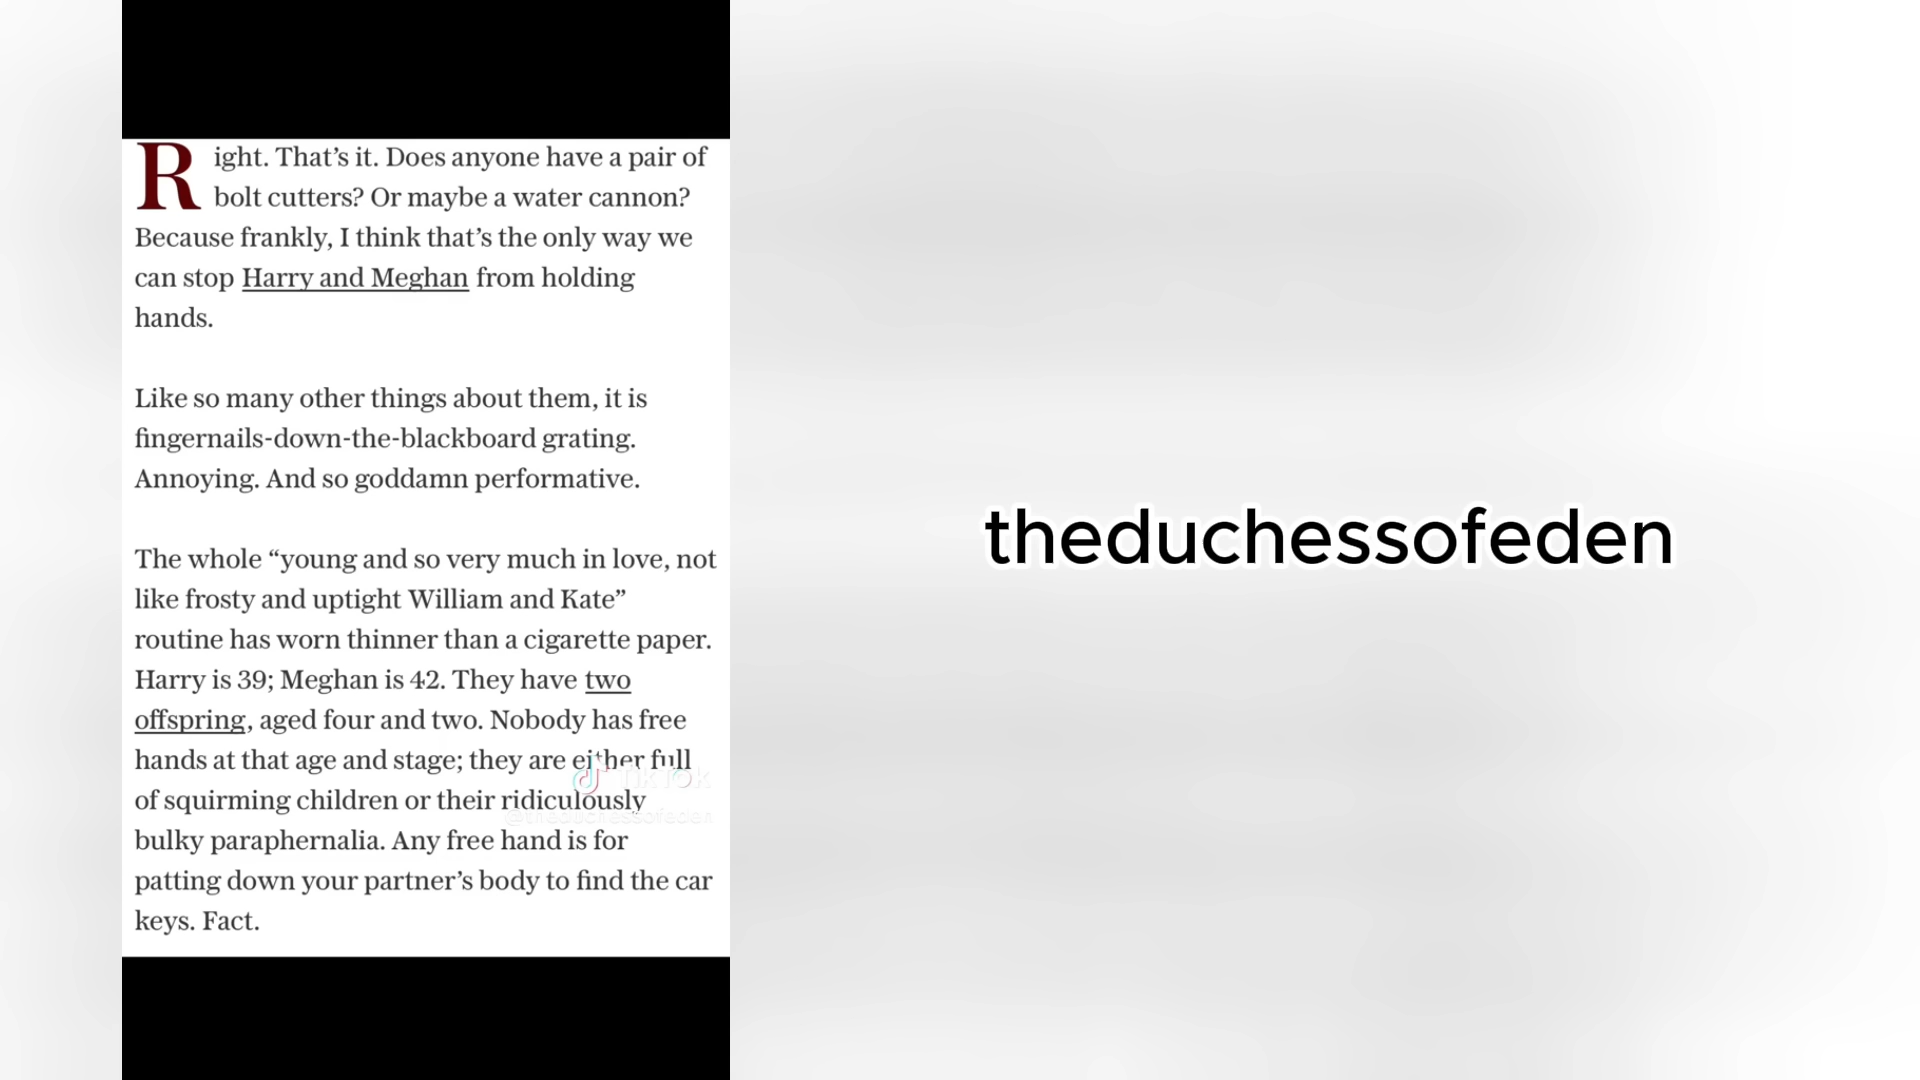 Right. That’s it. Does anyone have a pair of
bolt cutters? Or maybe a water cannon?
Because frankly, I think that’s the only way we
can stop Harry and Meghan from holding
hands.
Like so many other things about them, it is
fingernails-down-the-blackboard grating.
Annoying. And so goddamn performative.
The whole “young and so very much in love, not
like frosty and uptight William and Kate”
routine has worn thinner than a cigarette paper.
Harry is 39; Meghan is 42. They have two
offspring, aged four and two. Nobody has free
hands at that age and stage; they are either full
of squirming children or their ridiculously
bulky paraphernalia. Any free hand is for
patting down your partner’s body to find the car
keys. Fact.
TikTok
@theduchessofeden
theduchessofeden